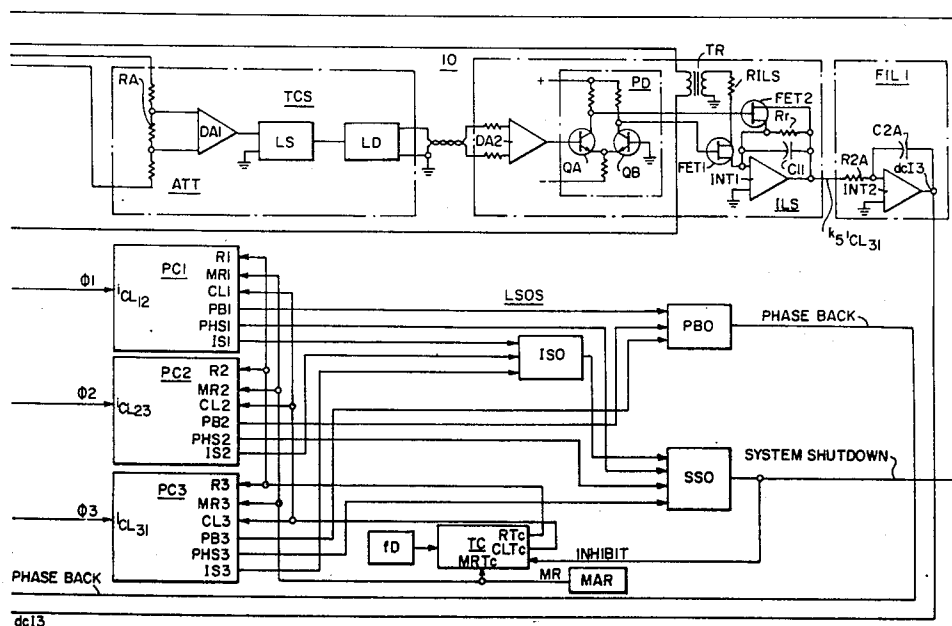 TR
IO
RA
TCS
PD
RILS
FIL 1
FET2
Rr
C2A
DA1
LS
LD
DA2
QA
QB
FET1
INT1
C11
R2A
INT2
dcI3
ATT
ILS
k5iCL31
Φ1
iCL12
PC1
R1
MR1
CL1
PB1
PHS1
IS1
LSOS
PBO
PHASE BACK
ISO
Φ2
iCL23
PC2
R2
MR2
CL2
PB2
PHS2
IS2
SSO
SYSTEM SHUTDOWN
Φ3
iCL31
PC3
R3
MR3
CL3
PB3
PHS3
IS3
fD
TC
RTc
CLTc
MRTc
INHIBIT
MR
MAR
PHASE BACK
dcI3